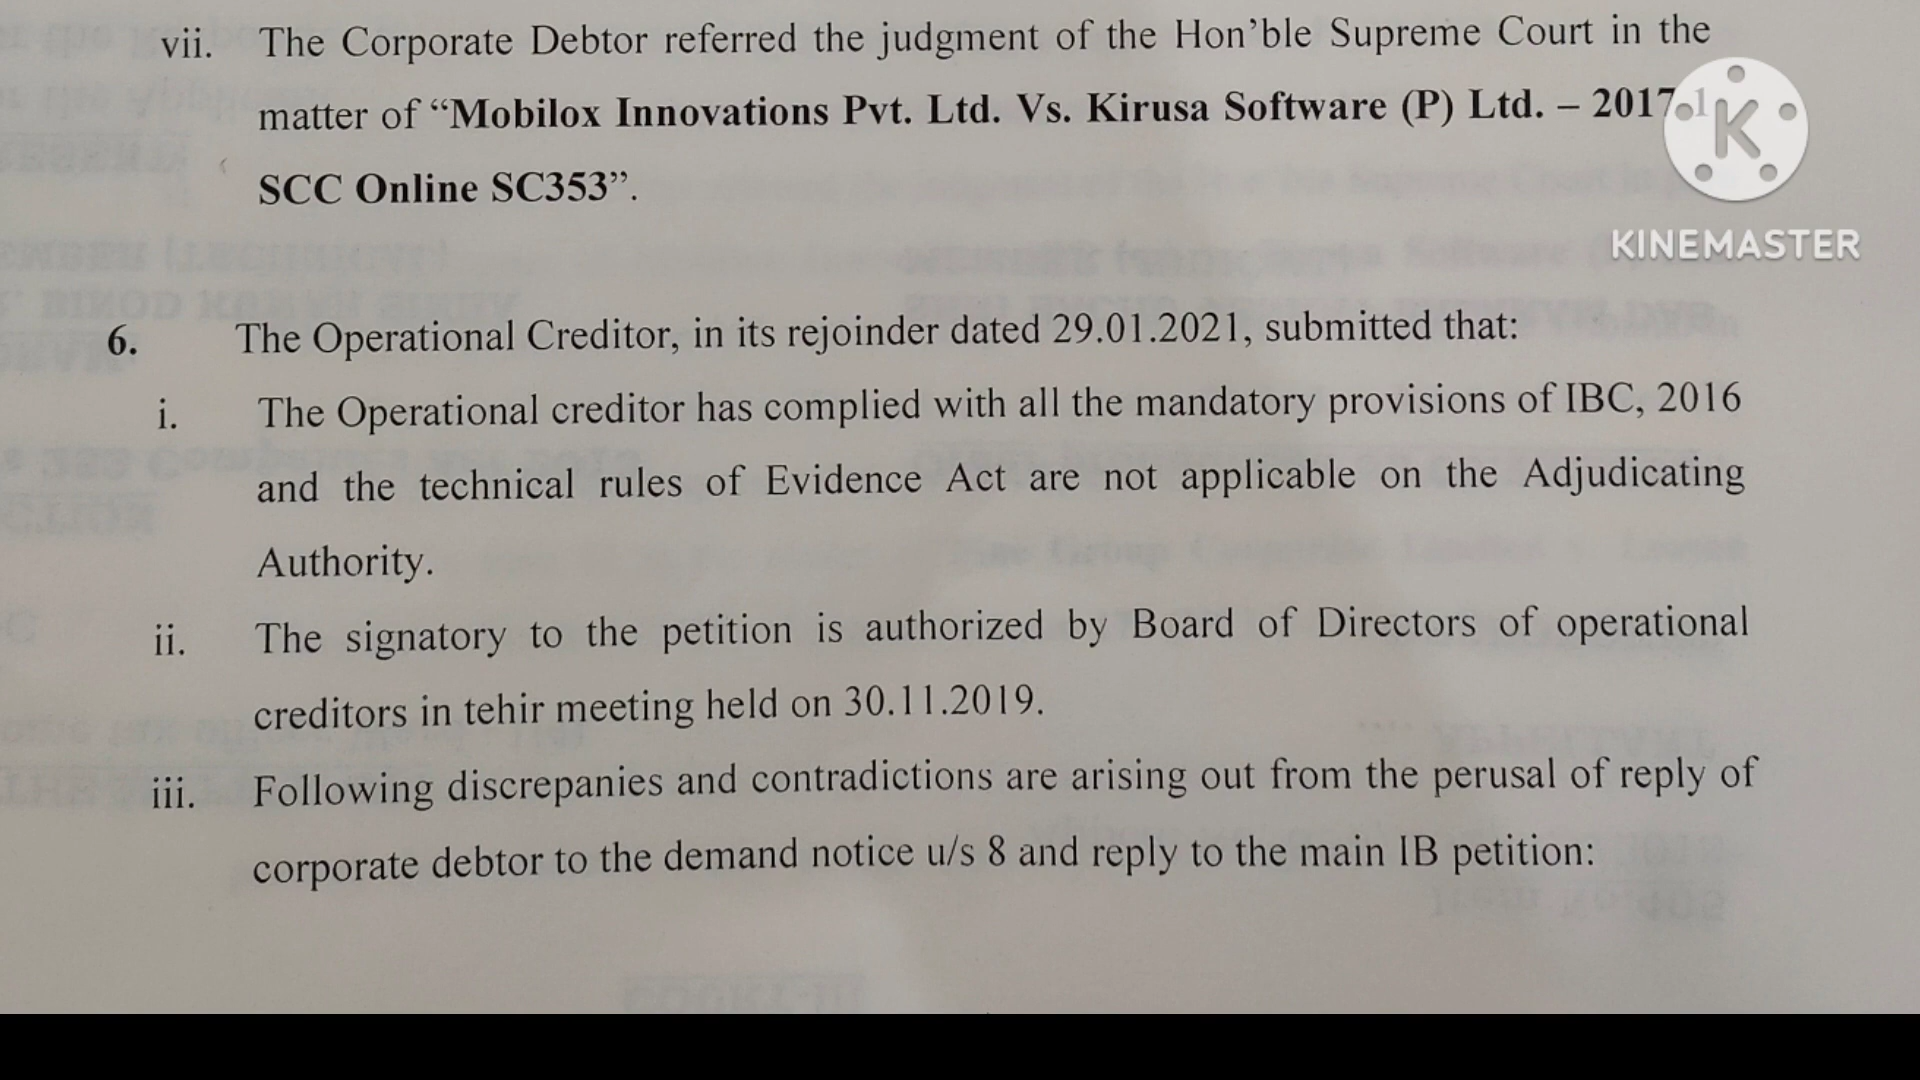 vii. The Corporate Debtor referred the judgment of the Hon'ble Supreme Court in the
matter of “Mobilox Innovations Pvt. Ltd. Vs. Kirusa Software (P) Ltd. – 2017
SCC Online SC353”.
K
KINEMASTER
6. The Operational Creditor, in its rejoinder dated 29.01.2021, submitted that:
i. The Operational creditor has complied with all the mandatory provisions of IBC, 2016
and the technical rules of Evidence Act are not applicable on the Adjudicating
Authority.
ii. The signatory to the petition is authorized by Board of Directors of operational
creditors in tehir meeting held on 30.11.2019.
iii. Following discrepanies and contradictions are arising out from the perusal of reply of
corporate debtor to the demand notice u/s 8 and reply to the main IB petition: